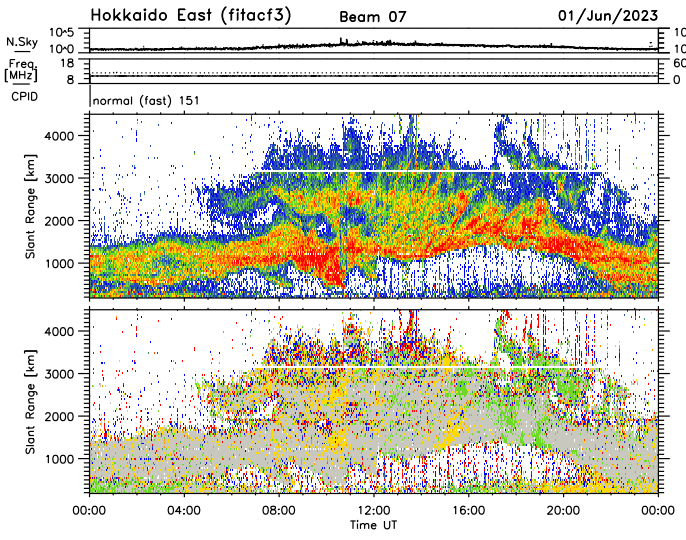 Hokkaido East (fitacf3) Beam 07 01/Jun/2023
N.Sky 10^5 10^0
Freq. [MHz] 18 8 60 0
CPID normal (fast) 151
Slant Range [km] 4000 3000 2000 1000
Slant Range [km] 4000 3000 2000 1000
00:00 04:00 08:00 12:00 16:00 20:00 00:00
Time UT